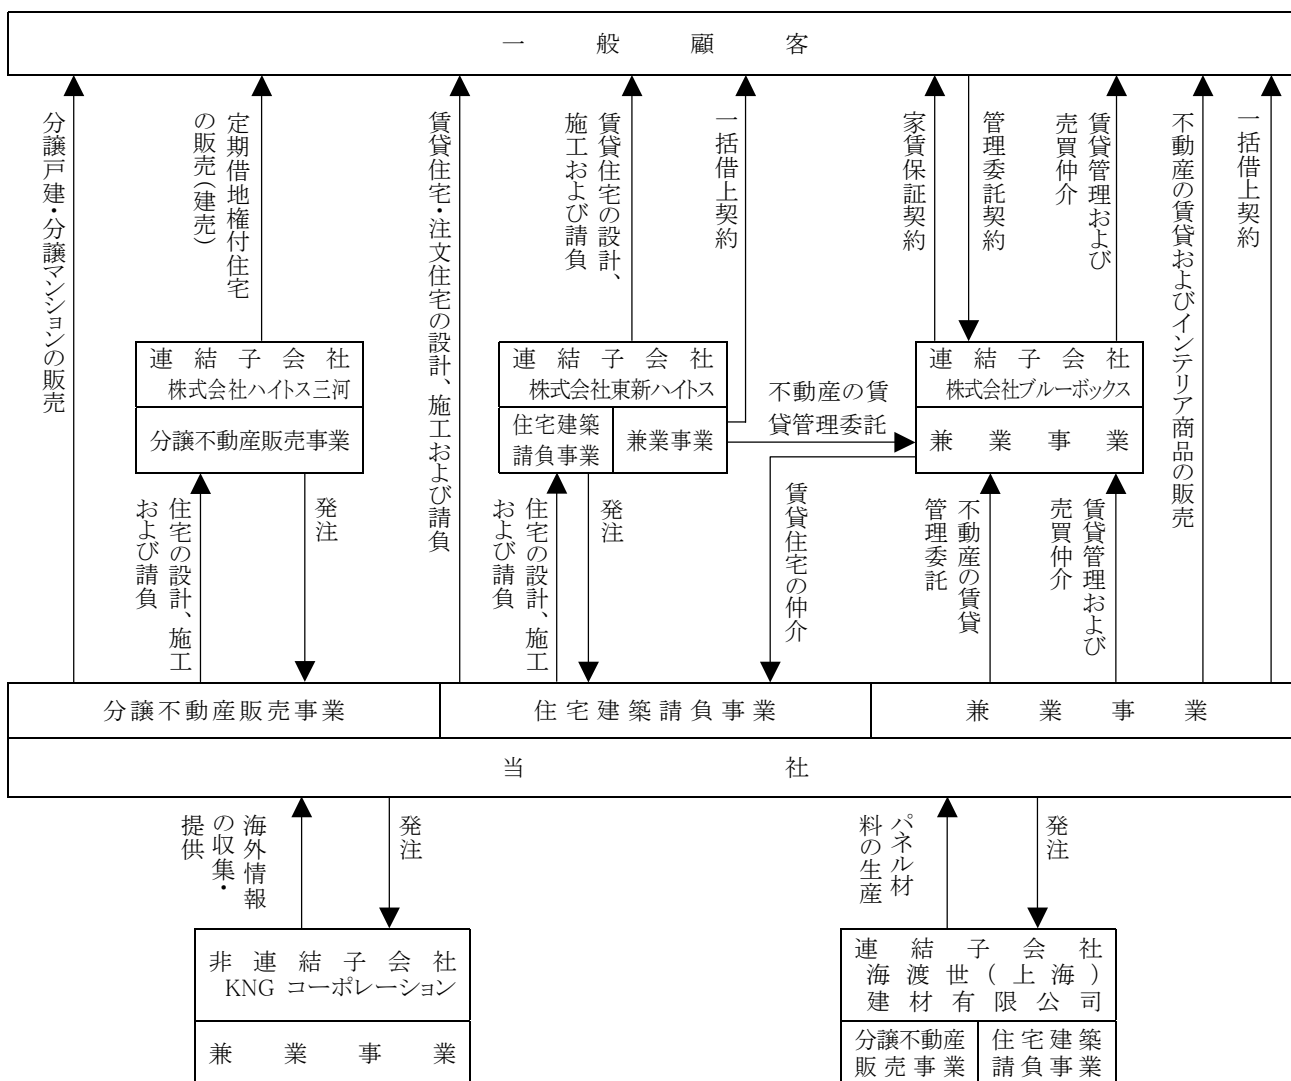 一般顧客
分譲戸建・分譲マンションの販売
定期借地権付住宅
の販売(建売)
賃貸住宅・注文住宅の設計、施工および請負
賃貸住宅の設計、
施工および請負
一括借上契約
家賃保証契約
管理委託契約
賃貸管理および
売買仲介
不動産の賃貸およびインテリア商品の販売
一括借上契約
連結子会社
株式会社ハイトス三河
分譲不動産販売事業
連結子会社
株式会社東新ハイトス
住宅建築
請負事業
兼業事業
不動産の賃
貸管理委託
連結子会社
株式会社ブルーボックス
兼業事業
住宅の設計、施工
および請負
発注
住宅の設計、施工
および請負
発注
賃貸住宅の仲介
不動産の賃貸
管理委託
賃貸管理および
売買仲介
分譲不動産販売事業
住宅建築請負事業
兼業事業
当社
海外情報
の収集・
提供
発注
パネル材
料の生産
発注
非連結子会社
KNG コーポレーション
兼業事業
連結子会社
海渡世(上海)
建材有限公司
分譲不動産
販売事業
住宅建築
請負事業